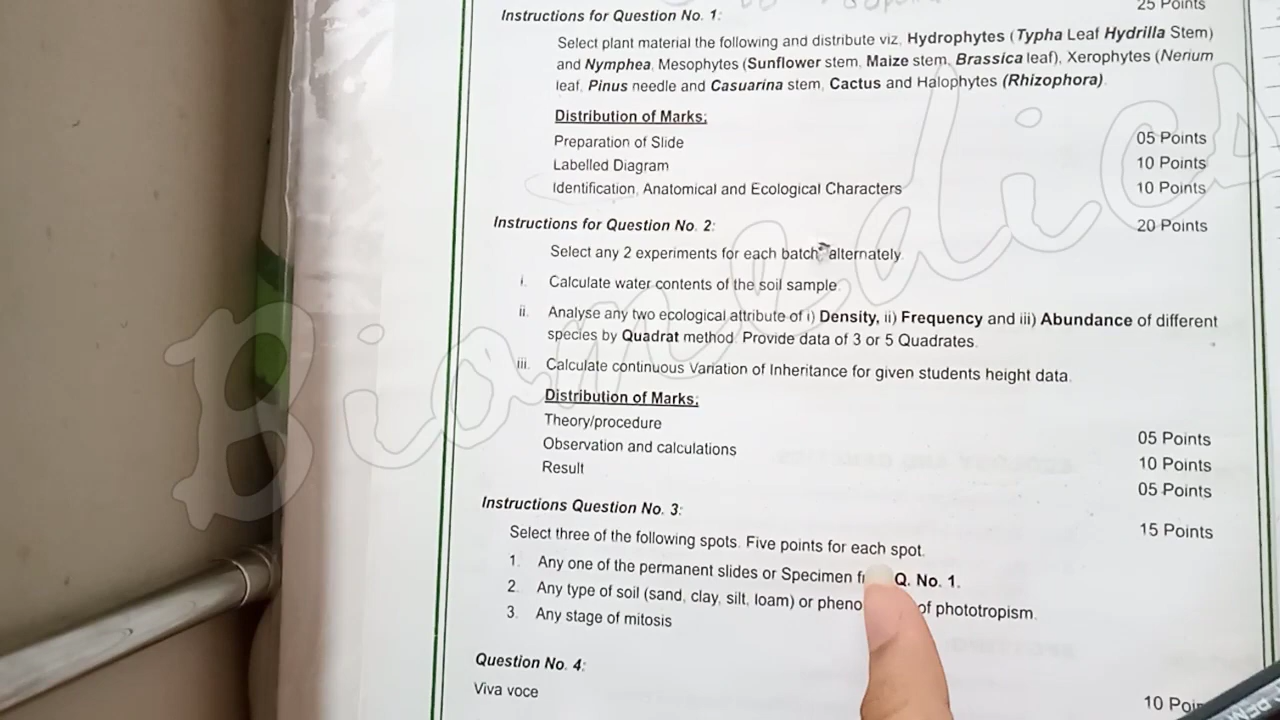 25 Points
Instructions for Question No. 1:
Select plant material the following and distribute viz. Hydrophytes (Typha Leaf Hydrilla Stem)
and Nymphea, Mesophytes (Sunflower stem, Maize stem, Brassica leaf), Xerophytes (Nerium
leaf, Pinus needle and Casuarina stem, Cactus and Halophytes (Rhizophora).
Distribution of Marks:
Preparation of Slide 05 Points
Labelled Diagram 10 Points
Identification, Anatomical and Ecological Characters 10 Points
Instructions for Question No. 2: 20 Points
Select any 2 experiments for each batch alternately.
i. Calculate water contents of the soil sample.
ii. Analyse any two ecological attribute of i) Density, ii) Frequency and iii) Abundance of different
species by Quadrat method. Provide data of 3 or 5 Quadrates.
iii. Calculate continuous Variation of Inheritance for given students height data.
Distribution of Marks:
Theory/procedure 05 Points
Observation and calculations 10 Points
Result 05 Points
Instructions Question No. 3: 15 Points
Select three of the following spots. Five points for each spot.
1. Any one of the permanent slides or Specimen Q. No. 1.
2. Any type of soil (sand, clay, silt, loam) or of phototropism.
3. Any stage of mitosis
Question No. 4:
Viva voce 10
Biomedics